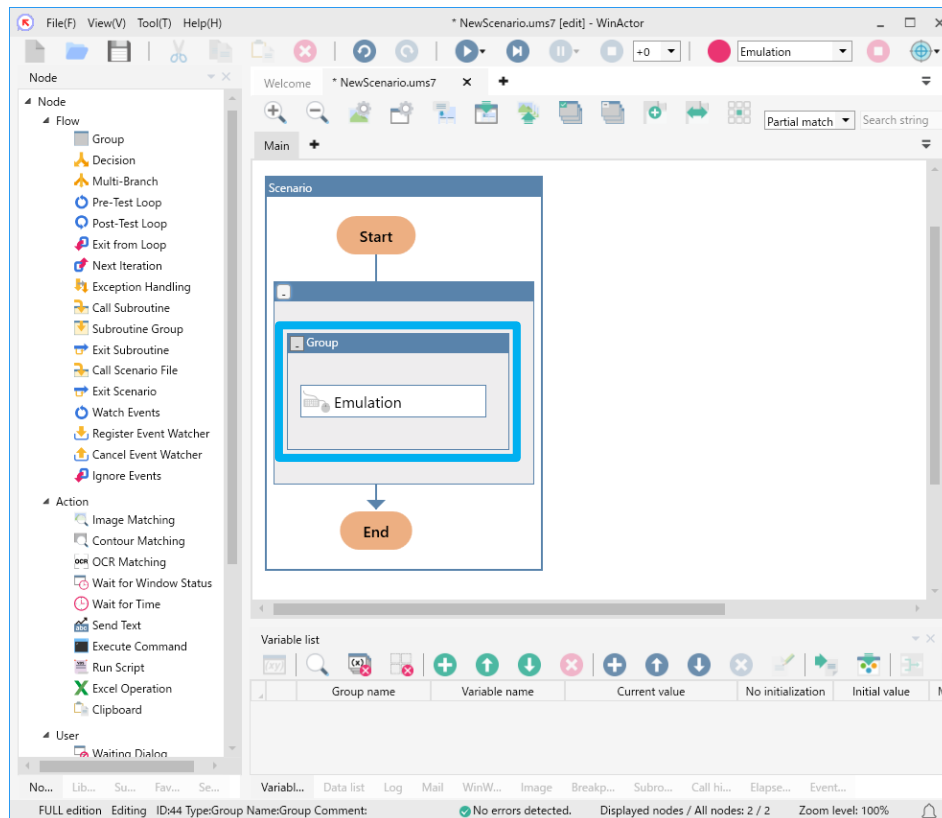 File(F) View(V) Tool(T) Help(H) * NewScenario.ums7 [edit] - WinActor
+0 Emulation
Node
Welcome * NewScenario.ums7
Partial match Search string
Main
Node
Flow
Group
Decision
Multi-Branch
Pre-Test Loop
Post-Test Loop
Exit from Loop
Next Iteration
Exception Handling
Call Subroutine
Subroutine Group
Exit Subroutine
Call Scenario File
Exit Scenario
Watch Events
Register Event Watcher
Cancel Event Watcher
Ignore Events
Action
Image Matching
Contour Matching
OCR Matching
Wait for Window Status
Wait for Time
Send Text
Execute Command
Run Script
Excel Operation
Clipboard
User
Waiting Dialog
No... Lib... Su... Fav... Se...
Scenario
Start
Group
Emulation
End
Variable list
Group name Variable name Current value No initialization Initial value
Variabl... Data list Log Mail WinW... Image Breakp... Subro... Call hi... Elapse... Event...
FULL edition Editing ID:44 Type:Group Name:Group Comment: No errors detected. Displayed nodes / All nodes: 2 / 2 Zoom level: 100%